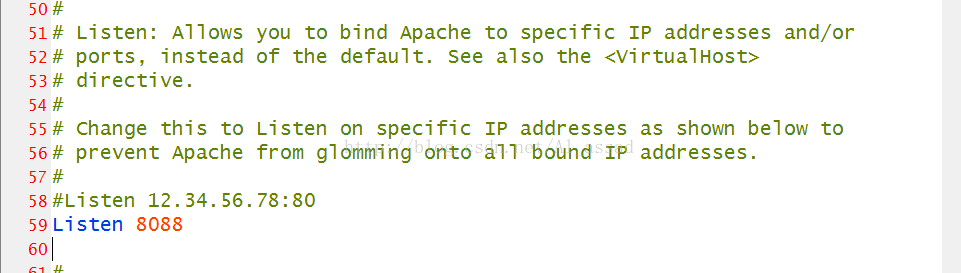 50 #
51 # Listen: Allows you to bind Apache to specific IP addresses and/or
52 # ports, instead of the default. See also the <VirtualHost>
53 # directive.
54 #
55 # Change this to Listen on specific IP addresses as shown below to
56 # prevent Apache from glomming onto all bound IP addresses.
57 #
58 #Listen 12.34.56.78:80
59 Listen 8088
60
61 #